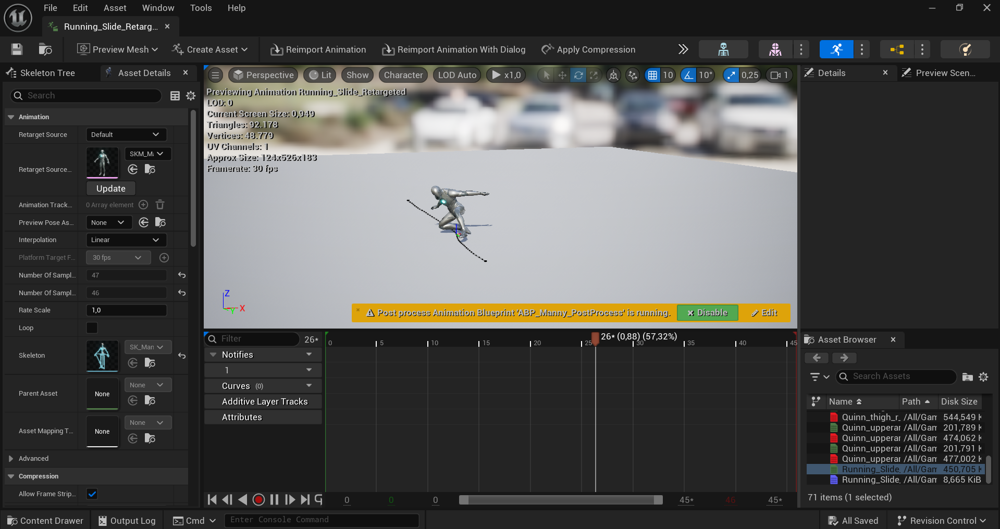 File Edit Asset Window Tools Help
Running_Slide_Retarg...
Preview Mesh Create Asset Reimport Animation Reimport Animation With Dialog Apply Compression
Skeleton Tree Asset Details
Search
Animation
Retarget Source Default
Retarget Source... SKM_Ma
Update
Animation Track... 0 Array element
Preview Pose As... None
Interpolation Linear
Platform Target F... 30 fps
Number Of Sampl... 47
Number Of Sampl... 46
Rate Scale 1,0
Loop
Skeleton SK_Man
Parent Asset None None
Asset Mapping T... None None
Advanced
Compression
Allow Frame Strip...
Perspective Lit Show Character LOD Auto x1,0 10 10° 0,25 1
Previewing Animation Running_Slide_Retargeted
LOD: 0
Current Screen Size: 0,949
Triangles: 92.178
Vertices: 48.779
UV Channels: 1
Approx Size: 124x526x183
Framerate: 30 fps
Z
Y X
Post process Animation Blueprint 'ABP_Manny_PostProcess' is running. Disable Edit
Filter 26*
26* (0,88) (57,32%)
0 5 10 15 20 25 30 35 40 45
Notifies
1
Curves (0)
Additive Layer Tracks
Attributes
0 0 0 45* 46 45*
Details Preview Scen...
Asset Browser
Search Assets
Name Path Disk Size
Quinn_thigh_r_ /All/Gam 544,549 K
Quinn_upperar /All/Gam 201,789 K
Quinn_upperar /All/Gam 474,062 K
Quinn_upperar /All/Gam 201,791 K
Quinn_upperar /All/Gam 477,002 K
Running_Slide_ /All/Gam 450,705 K
Running_Slide_ /All/Gam 8,665 KiB
71 items (1 selected)
Content Drawer Output Log Cmd Enter Console Command All Saved Revision Control